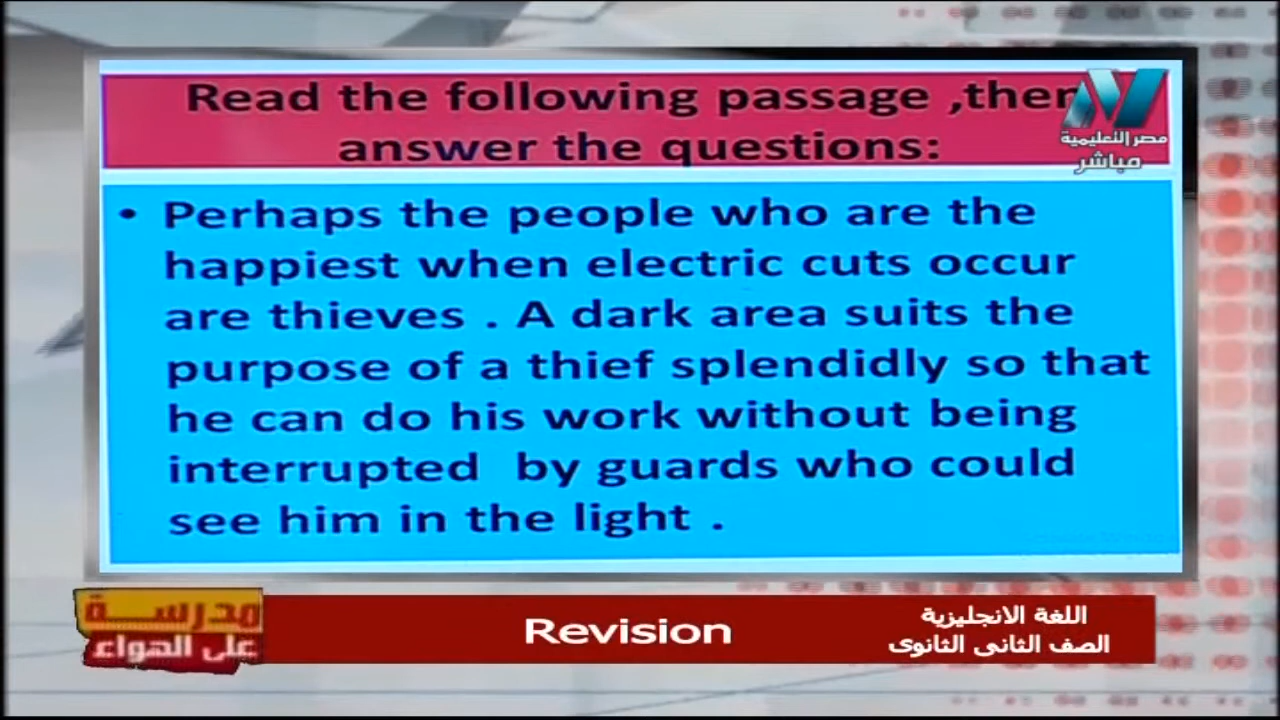 Read the following passage ,then
answer the questions:
مصر التعليمية
مباشر
• Perhaps the people who are the
happiest when electric cuts occur
are thieves . A dark area suits the
purpose of a thief splendidly so that
he can do his work without being
interrupted by guards who could
see him in the light .
مدرسة
على الهواء
Revision
اللغة الانجليزية
الصف الثانى الثانوى